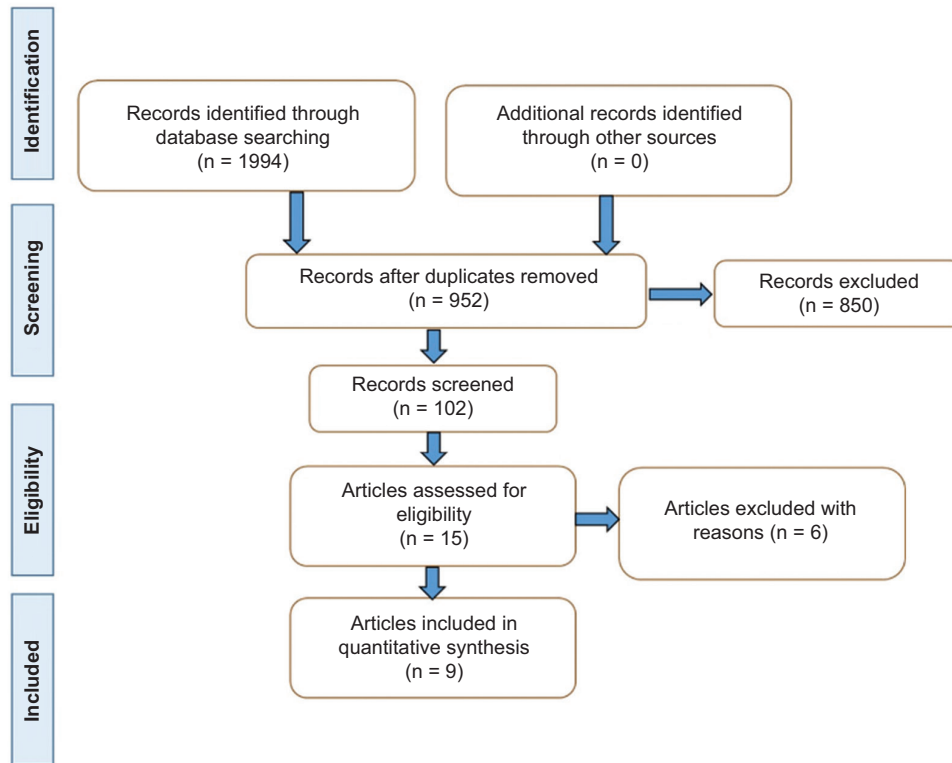 Identification
Records identified through
database searching
(n = 1994)
Additional records identified
through other sources
(n = 0)
Screening
Records after duplicates removed
(n = 952)
Records excluded
(n = 850)
Records screened
(n = 102)
Eligibility
Articles assessed for
eligibility
(n = 15)
Articles excluded with
reasons (n = 6)
Included
Articles included in
quantitative synthesis
(n = 9)